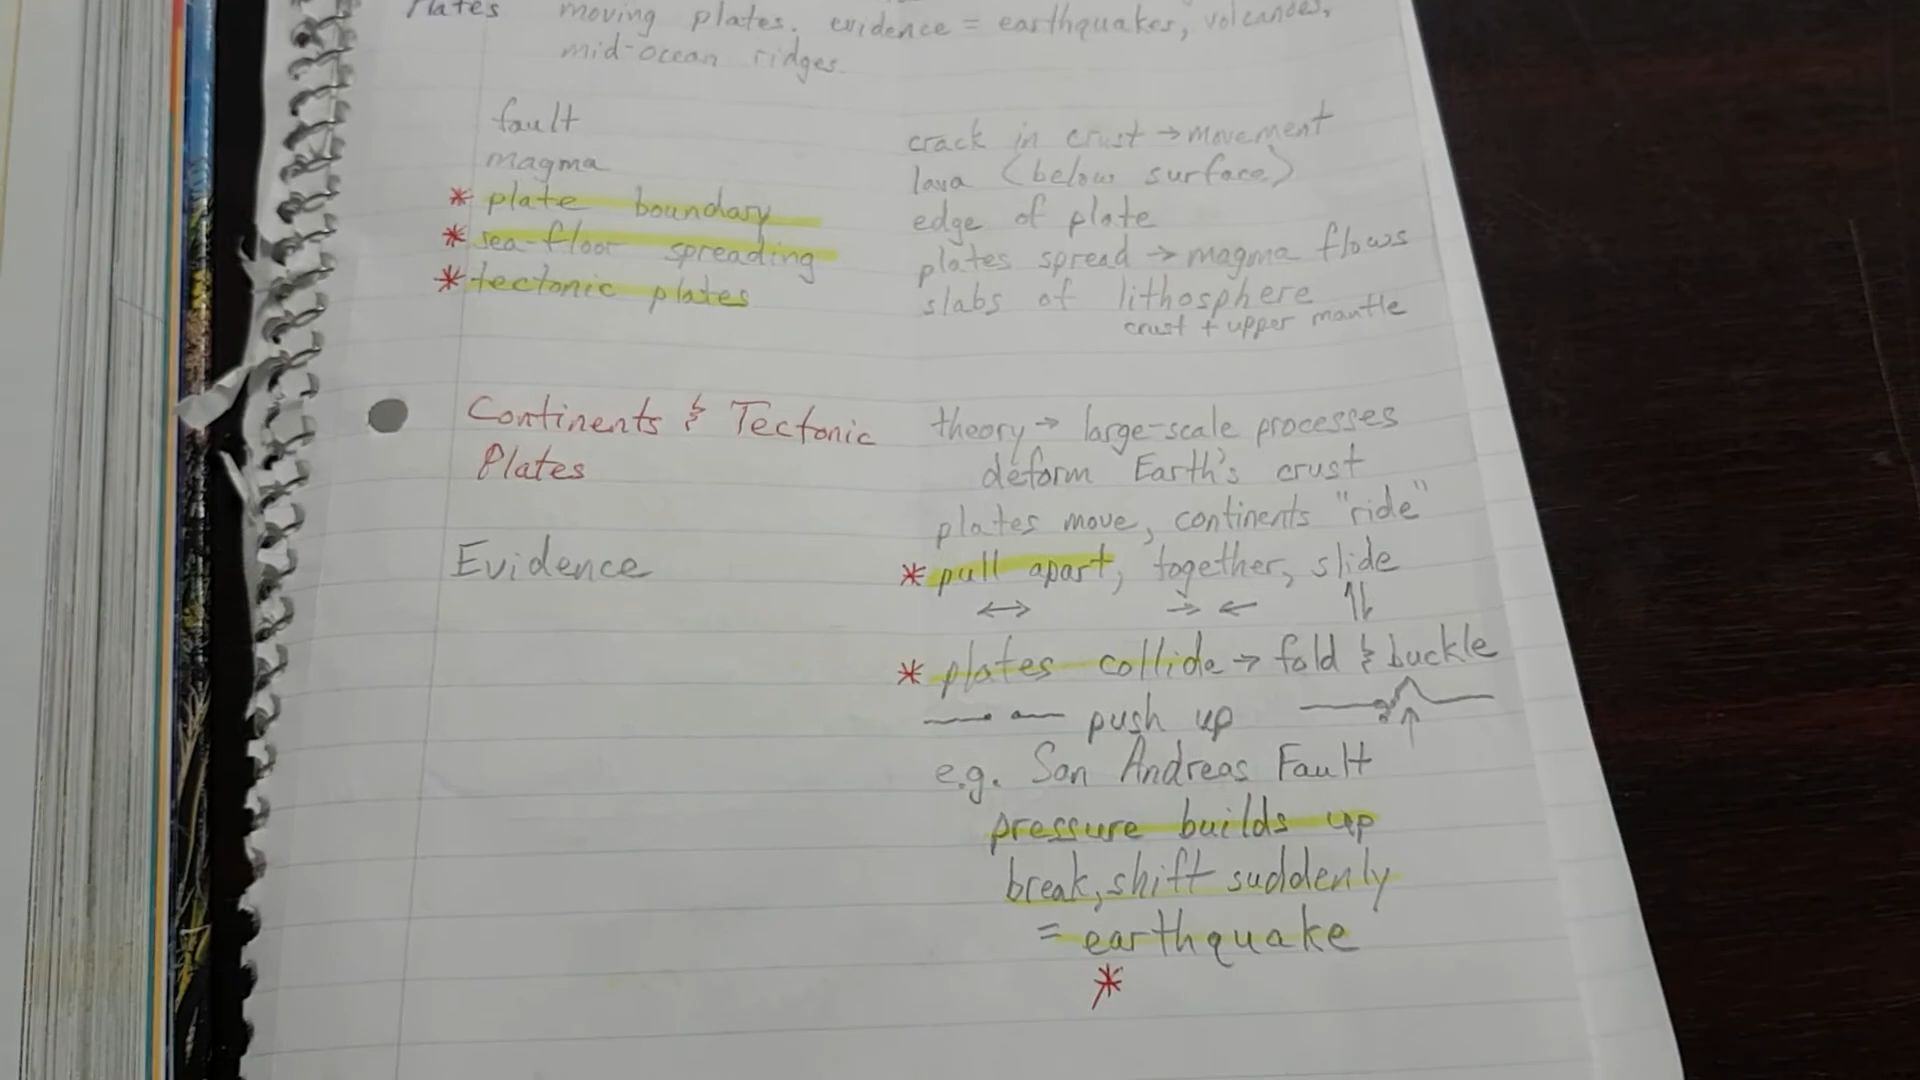 Plates moving plates. evidence = earthquakes, volcanoes,
mid-ocean ridges.
fault crack in crust → movement
magma lava (below surface)
* plate boundary edge of plate
* sea-floor spreading plates spread → magma flows
* tectonic plates slabs of lithosphere
crust + upper mantle
Continents & Tectonic theory → large-scale processes
Plates deform Earth's crust
plates move, continents "ride"
Evidence * pull apart, together, slide
↔ → ← ⇅
* plates collide → fold & buckle
push up ↑
e.g. San Andreas Fault
pressure builds up
break, shift suddenly
= earthquake
*